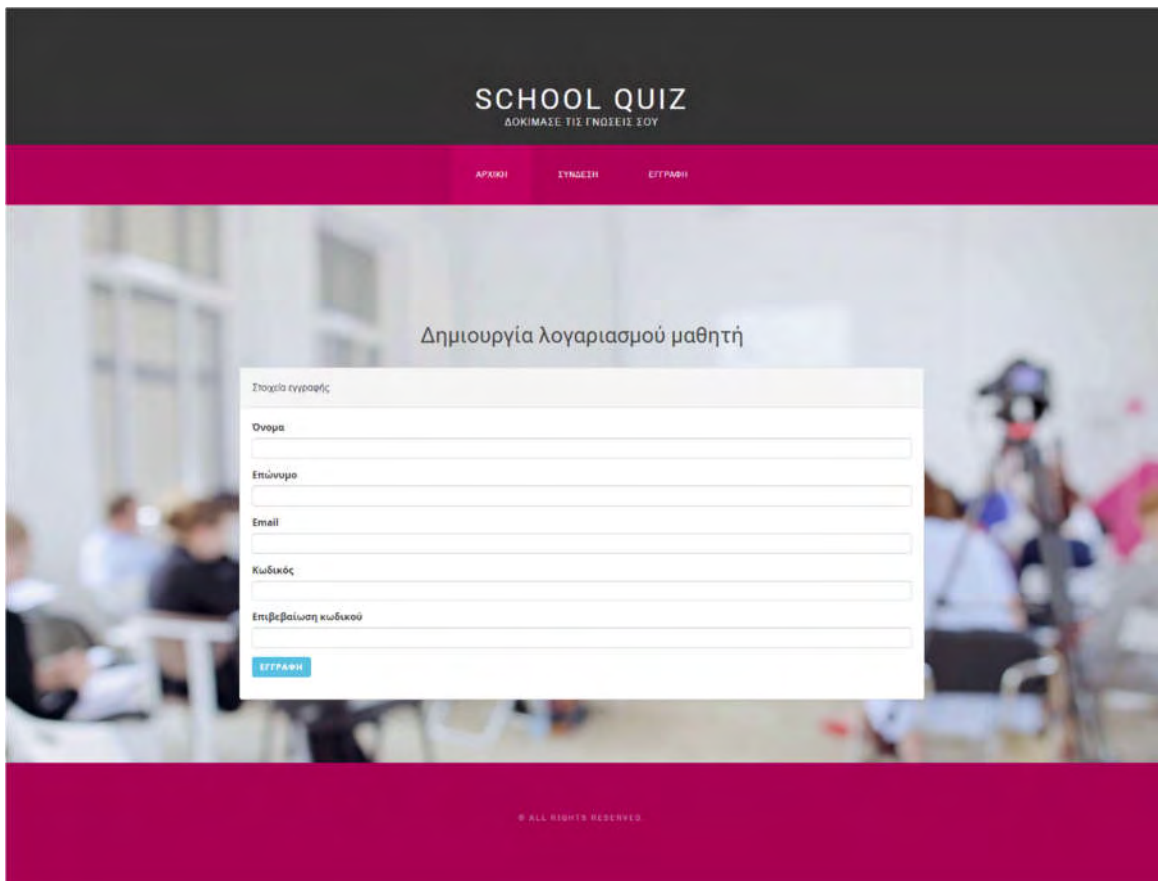 SCHOOL QUIZ
ΔΟΚΙΜΑΣΕ ΤΙΣ ΓΝΩΣΕΙΣ ΣΟΥ
ΑΡΧΙΚΗ ΣΥΝΔΕΣΗ ΕΓΓΡΑΦΗ
Δημιουργία λογαριασμού μαθητή
Στοιχεία εγγραφής
Όνομα
Επώνυμο
Email
Κωδικός
Επιβεβαίωση κωδικού
ΕΓΓΡΑΦΗ
© ALL RIGHTS RESERVED.